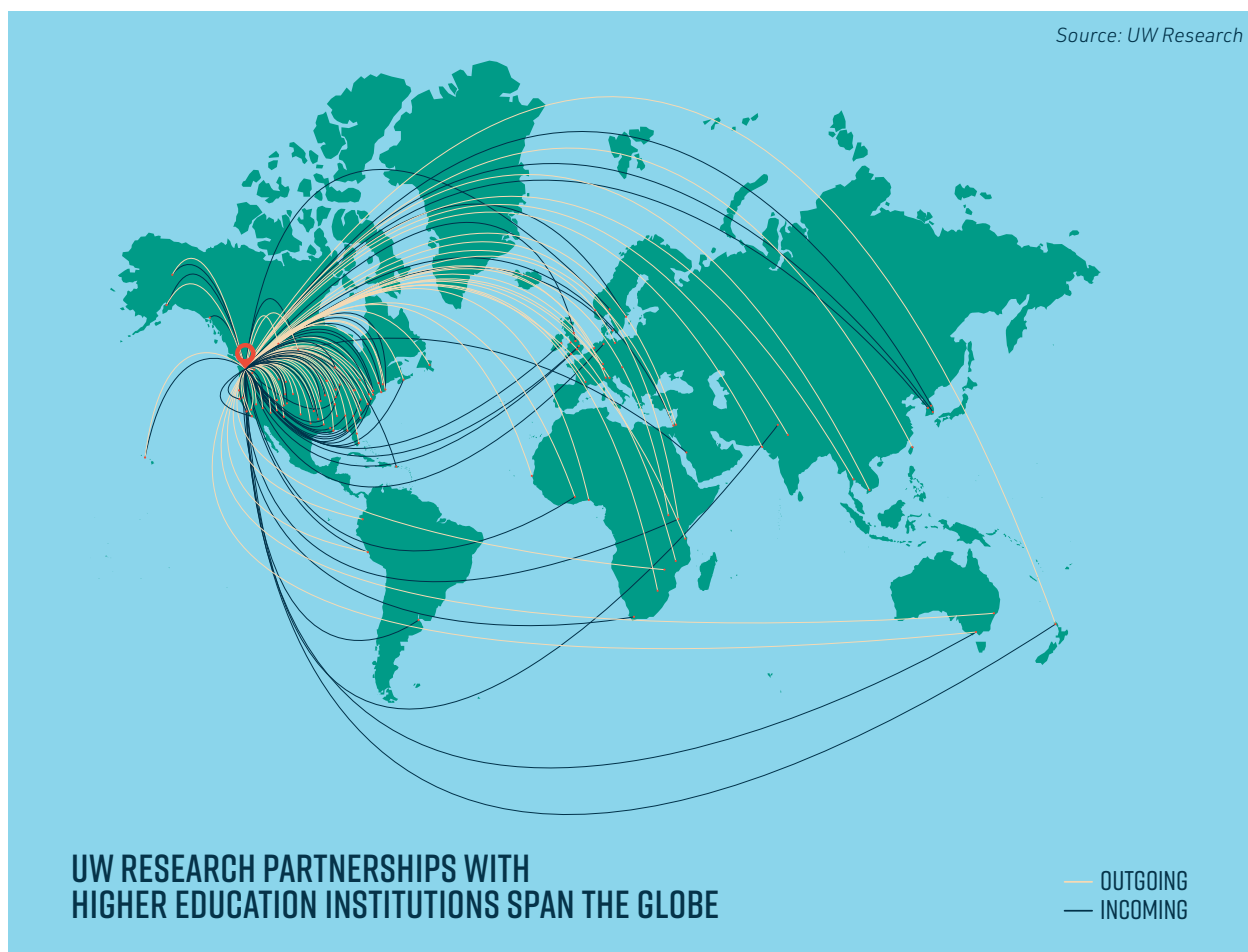 Source: UW Research
UW RESEARCH PARTNERSHIPS WITH
HIGHER EDUCATION INSTITUTIONS SPAN THE GLOBE
OUTGOING
INCOMING